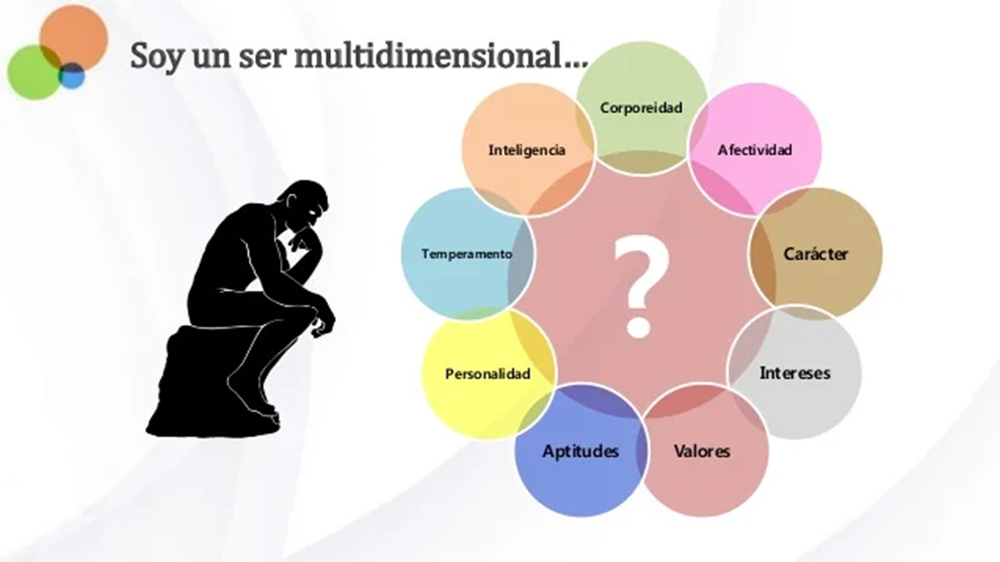 Soy un ser multidimensional...
Corporeidad
Inteligencia
Afectividad
Temperamento
Carácter
?
Personalidad
Intereses
Aptitudes
Valores